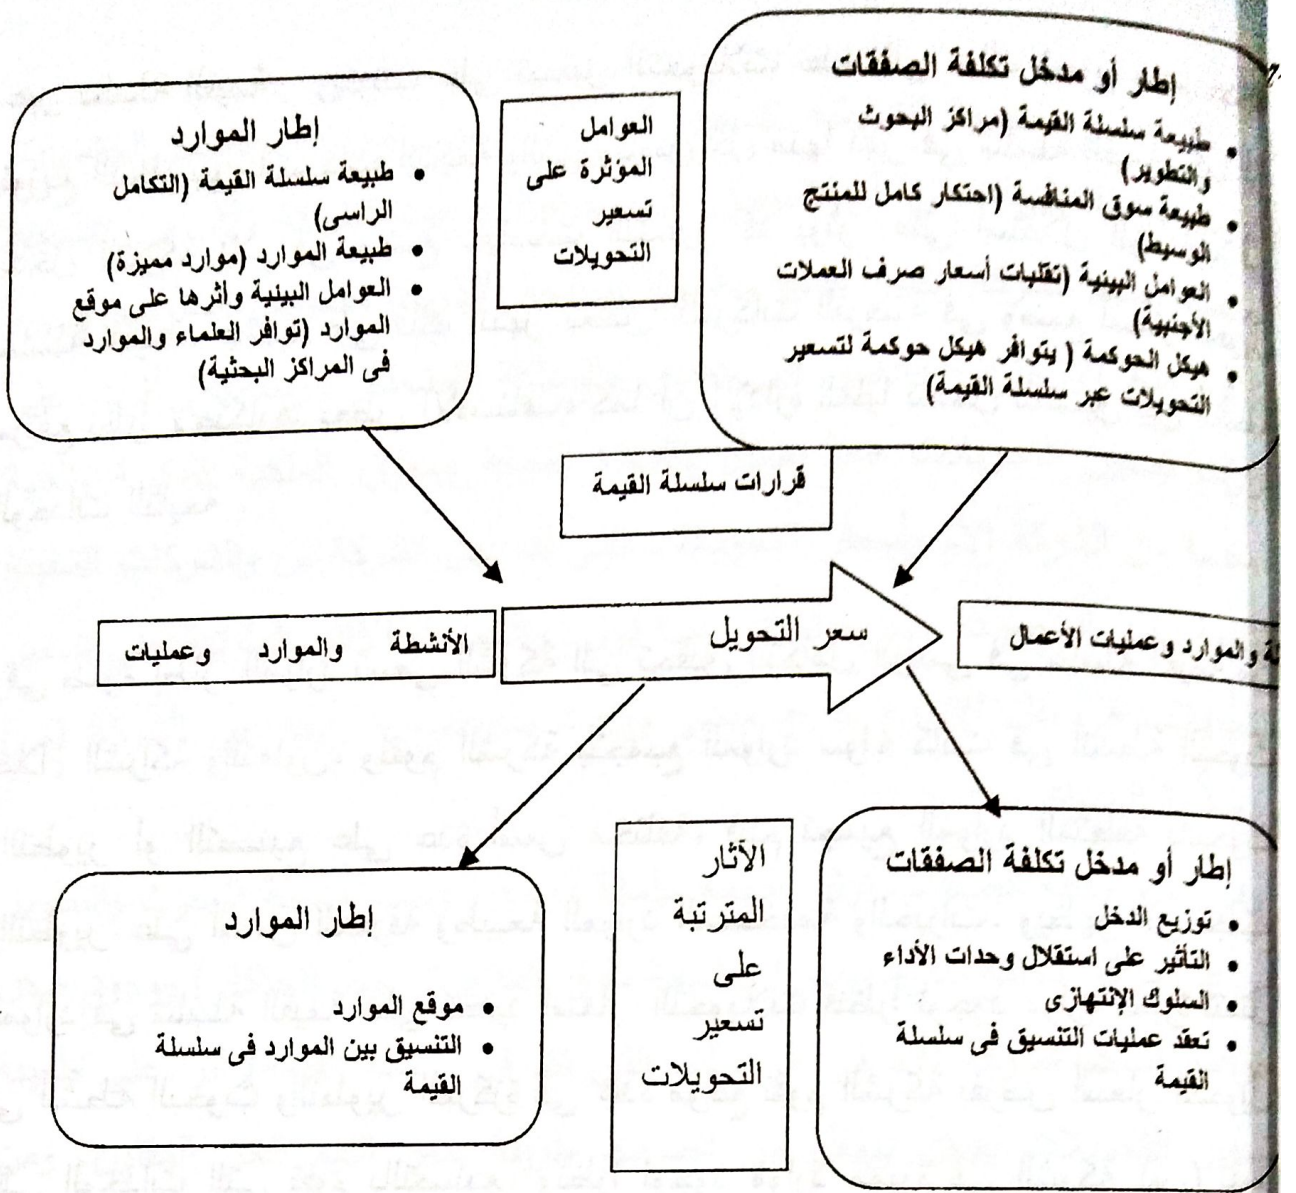 إطار أو مدخل تكلفة الصفقات
طبيعة سلسلة القيمة (مراكز البحوث
والتطوير)
طبيعة سوق المنافسة (احتكار كامل للمنتج
الوسيط)
العوامل البينية (تقلبات أسعار صرف العملات
الأجنبية)
هيكل الحوكمة ( يتوافر هيكل حوكمة لتسعير
التحويلات عبر سلسلة القيمة)
العوامل
الموثرة على
تسعير
التحويلات
إطار الموارد
طبيعة سلسلة القيمة (التكامل
الراسى)
طبيعة الموارد (موارد مميزة)
العوامل البينية وأثرها على موقع
الموارد (توافر العلماء والموارد
فى المراكز البحثية)
قرارات سلسلة القيمة
والموارد وعمليات الأعمال
سعر التحويل
الأنشطة والموارد وعمليات
إطار أو مدخل تكلفة الصفقات
توزيع الدخل
التأثير على استقلال وحدات الأداء
السلوك الإنتهازى
تعقد عمليات التنسيق فى سلسلة
القيمة
الآثار
المترتبة
على
تسعير
التحويلات
إطار الموارد
موقع الموارد
التنسيق بين الموارد فى سلسلة
القيمة